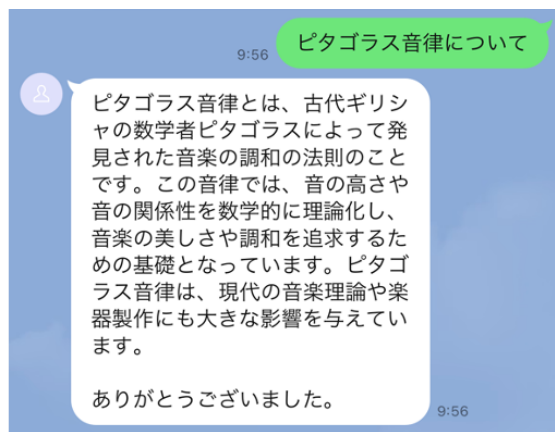 ピタゴラス音律について
9:56
ピタゴラス音律とは、古代ギリシ
ャの数学者ピタゴラスによって発
見された音楽の調和の法則のこと
です。この音律では、音の高さや
音の関係性を数学的に理論化し、
音楽の美しさや調和を追求するた
めの基礎となっています。ピタゴ
ラス音律は、現代の音楽理論や楽
器製作にも大きな影響を与えてい
ます。
ありがとうございました。
9:56